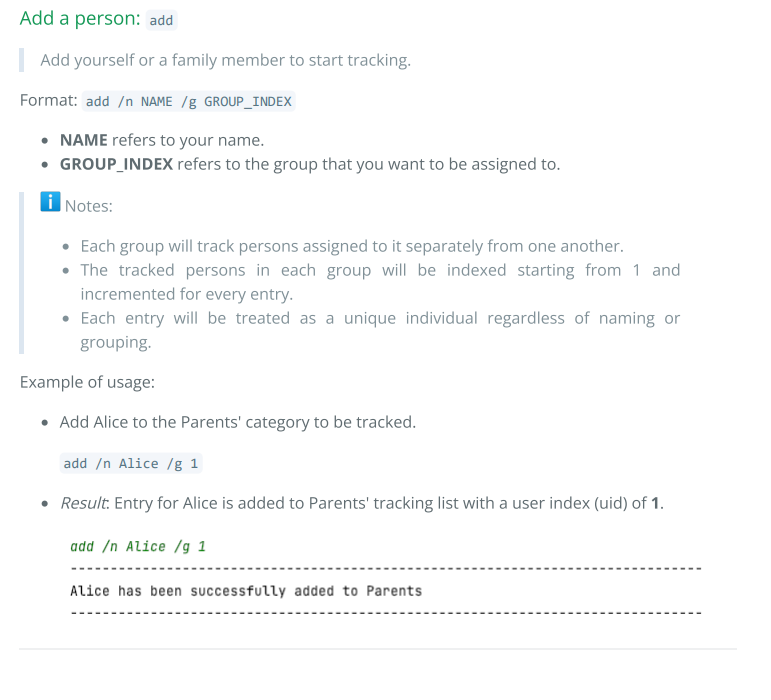 Add a person: add
Add yourself or a family member to start tracking.
Format: add /n NAME /g GROUP_INDEX
• NAME refers to your name.
• GROUP_INDEX refers to the group that you want to be assigned to.
i Notes:
• Each group will track persons assigned to it separately from one another.
• The tracked persons in each group will be indexed starting from 1 and
incremented for every entry.
• Each entry will be treated as a unique individual regardless of naming or
grouping.
Example of usage:
• Add Alice to the Parents' category to be tracked.
add /n Alice /g 1
• Result: Entry for Alice is added to Parents' tracking list with a user index (uid) of 1.
add /n Alice /g 1
-------------------------------------------------------------------------------
Alice has been successfully added to Parents
-------------------------------------------------------------------------------